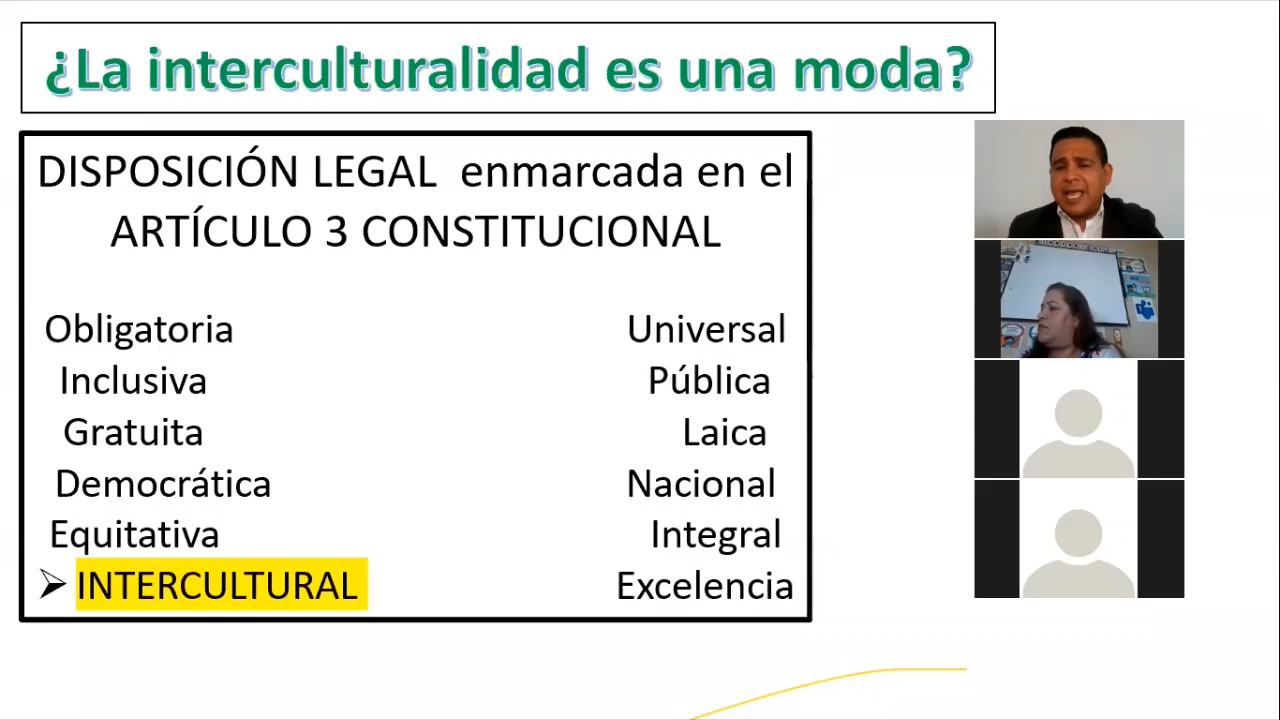 ¿La interculturalidad es una moda?
DISPOSICIÓN LEGAL enmarcada en el
ARTÍCULO 3 CONSTITUCIONAL
Obligatoria Universal
Inclusiva Pública
Gratuita Laica
Democrática Nacional
Equitativa Integral
INTERCULTURAL Excelencia